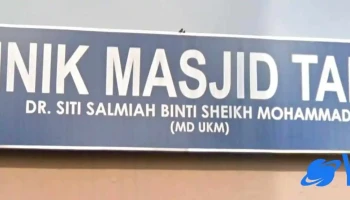 NIK MASJID TA
DR. SITI SALMIAH BINTI SHEIKH MOHAMMAD
(MD UKM)